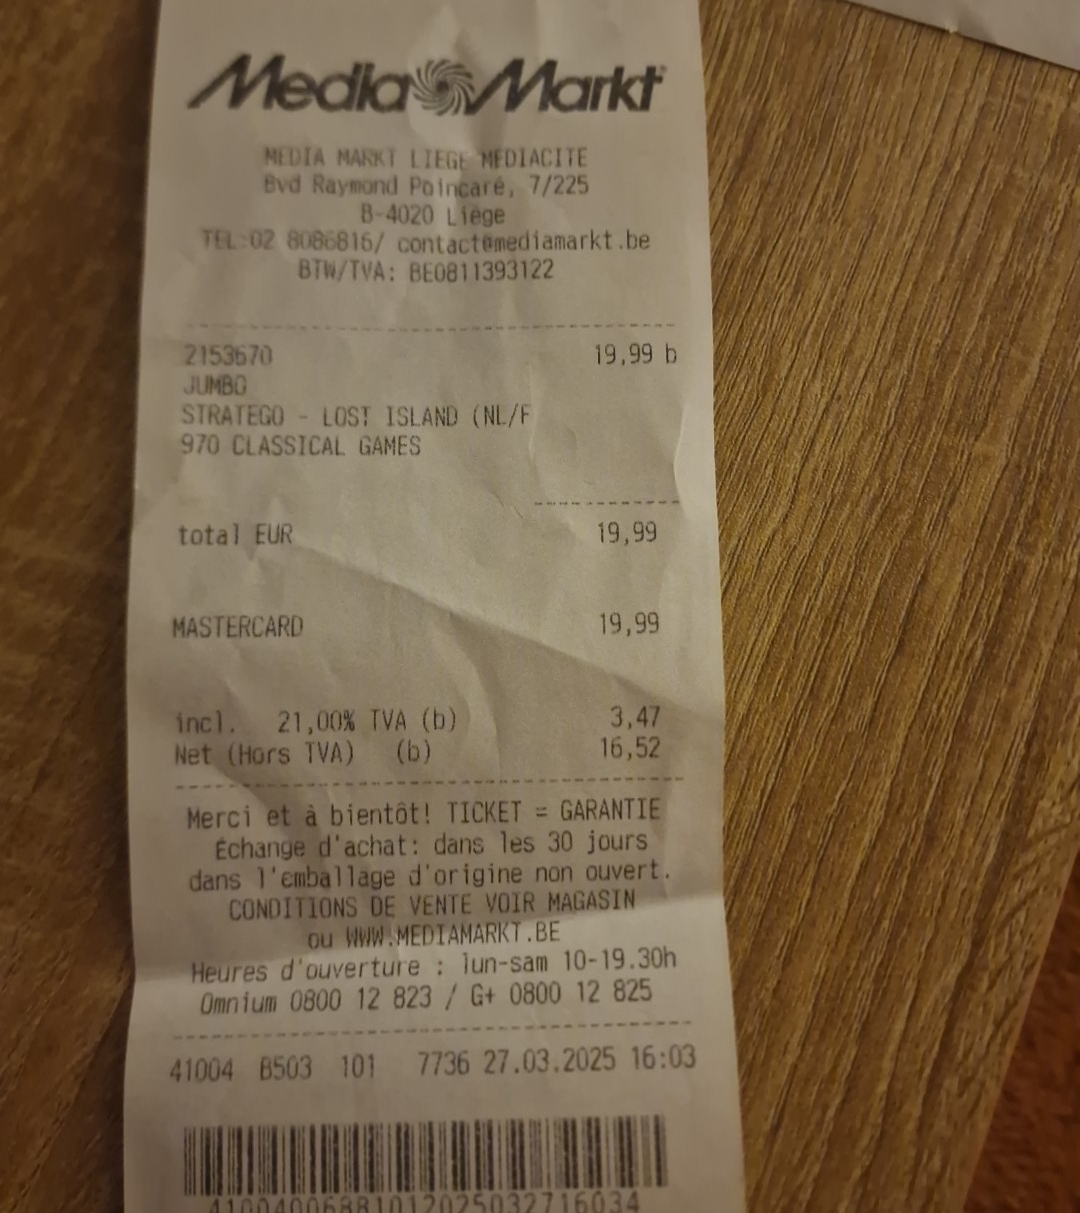 Media Markt
MEDIA MARKT LIEGE MEDIACITE
Bvd Raymond Poincaré, 7/225
B-4020 Liège
TEL:02 8086816/ contact@mediamarkt.be
BTW/TVA: BE0811393122
2153670 19,99 b
JUMBO
STRATEGO - LOST ISLAND (NL/F
970 CLASSICAL GAMES
total EUR 19,99
MASTERCARD 19,99
incl. 21,00% TVA (b) 3,47
Net (Hors TVA) (b) 16,52
Merci et à bientôt! TICKET = GARANTIE
Échange d'achat: dans les 30 jours
dans l'emballage d'origine non ouvert.
CONDITIONS DE VENTE VOIR MAGASIN
ou WWW.MEDIAMARKT.BE
Heures d'ouverture : lun-sam 10-19.30h
Omnium 0800 12 823 / G+ 0800 12 825
41004 B503 101 7736 27.03.2025 16:03